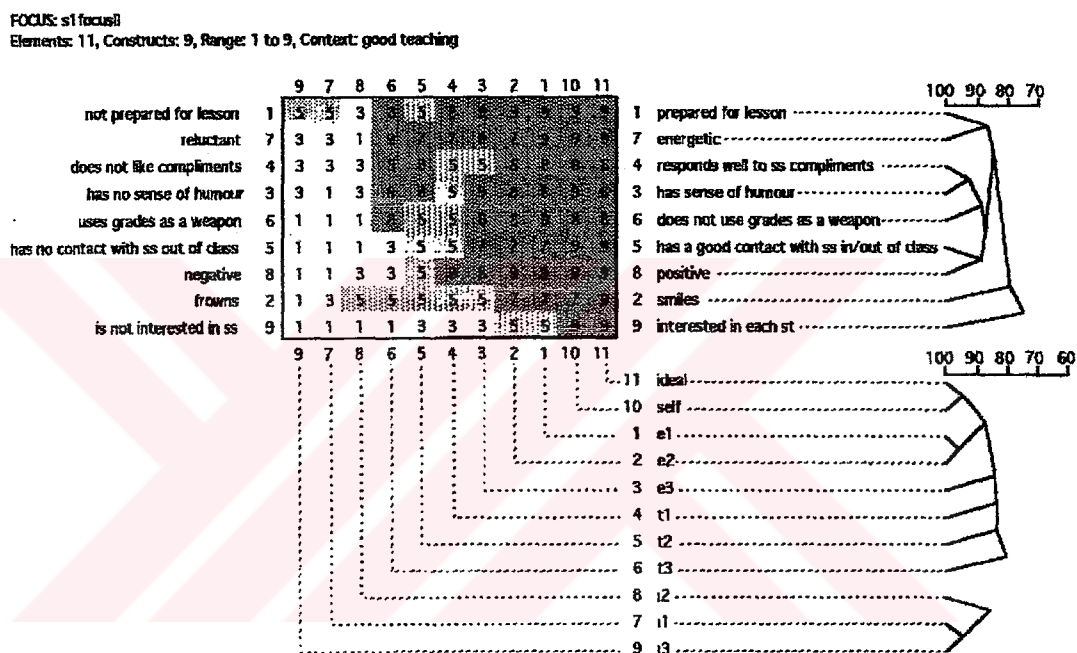 FOCUS: s1focusII
Elements: 11, Constructs: 9, Range: 1 to 9, Context: good teaching
9 7 8 6 5 4 3 2 1 10 11
100 90 80 70
not prepared for lesson 1 5 5 3 5 1 prepared for lesson
reluctant 7 3 3 1 7 energetic
does not like compliments 4 3 3 3 5 5 4 responds well to ss compliments
has no sense of humour 3 3 1 3 5 3 has sense of humour
uses grades as a weapon 6 1 1 1 5 5 6 does not use grades as a weapon
has no contact with ss out of class 5 1 1 1 3 5 5 5 has a good contact with ss in/out of class
negative 8 1 1 3 3 5 8 positive
frowns 2 1 3 5 5 5 5 5 2 smiles
is not interested in ss 9 1 1 1 1 3 3 3 5 5 9 interested in each st
9 7 8 6 5 4 3 2 1 10 11
100 90 80 70 60
11 ideal
10 self
1 e1
2 e2
3 e3
4 t1
5 t2
6 t3
8 i2
7 i1
9 i3